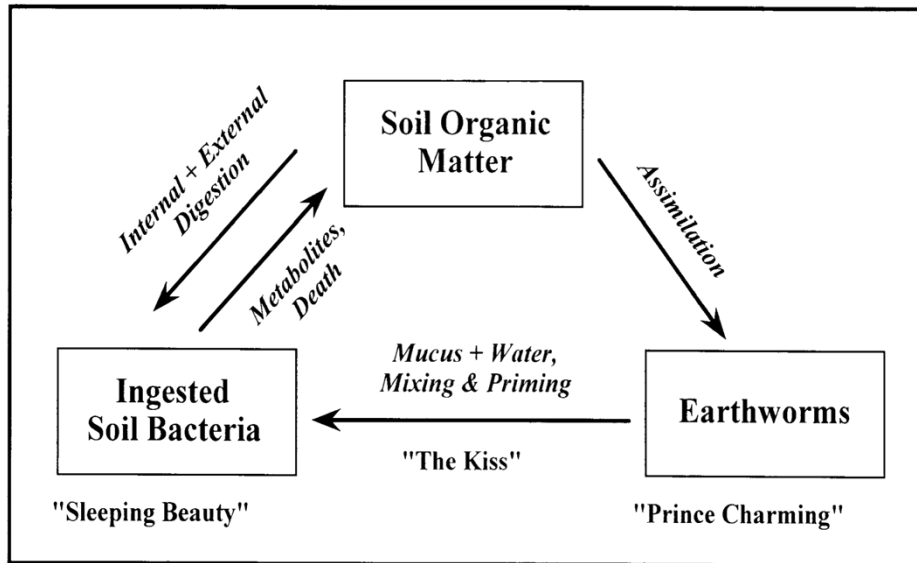 Soil Organic
Matter
Internal + External
Digestion
Metabolites,
Death
Assimilation
Mucus + Water,
Mixing & Priming
Ingested
Soil Bacteria
Earthworms
"The Kiss"
"Sleeping Beauty"
"Prince Charming"